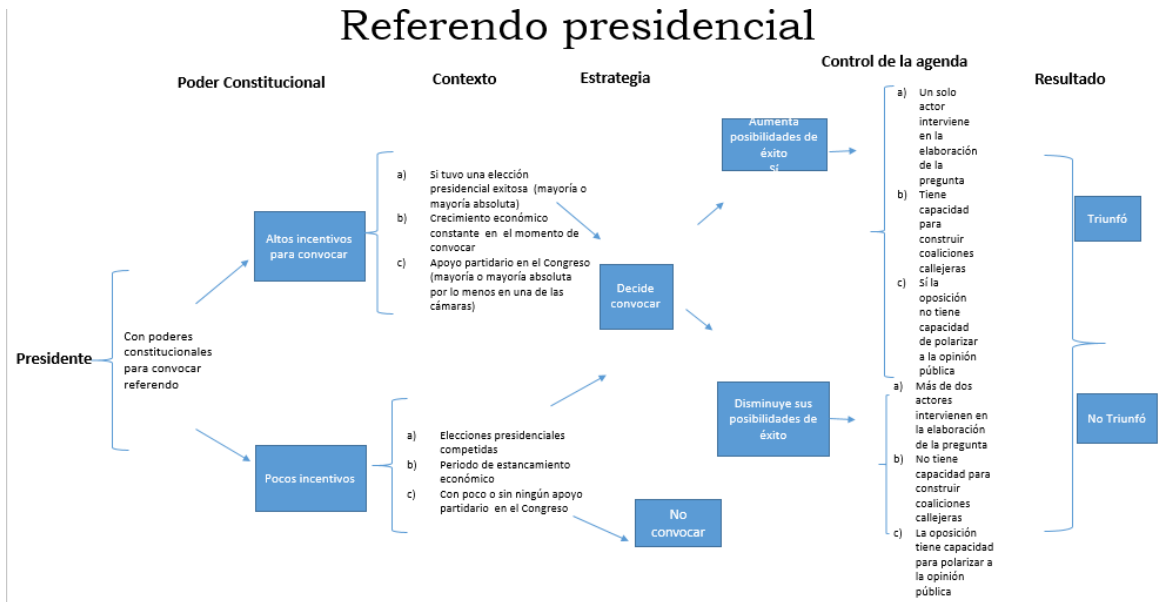 Referendo presidencial
Poder Constitucional
Contexto
Estrategia
Control de la agenda
Resultado
Presidente
Con poderes
constitucionales
para convocar
referendo
Altos incentivos
para convocar
a) Si tuvo una elección
presidencial exitosa (mayoría o
mayoría absoluta)
b) Crecimiento económico
constante en el momento de
convocar
c) Apoyo partidario en el Congreso
(mayoría o mayoría absoluta
por lo menos en una de las
cámaras)
Pocos incentivos
a) Elecciones presidenciales
competidas
b) Periodo de estancamiento
económico
c) Con poco o sin ningún apoyo
partidario en el Congreso
Decide
convocar
No
convocar
Aumenta
posibilidades de
éxito
Sí
Disminuye sus
posibilidades de
éxito
a) Un solo
actor
interviene
en la
elaboración
de la
pregunta
b) Tiene
capacidad
para
construir
coaliciones
callejeras
c) Sí la
oposición
no tiene
capacidad
de polarizar
a la opinión
pública
a) Más de dos
actores
intervienen en
la elaboración
de la pregunta
b) No tiene
capacidad para
construir
coaliciones
callejeras
c) La oposición
tiene capacidad
para polarizar a
la opinión
pública
Triunfó
No Triunfó